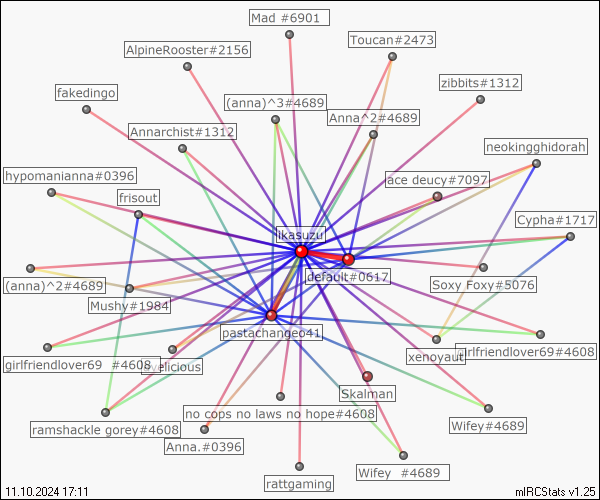 Mad #6901
Toucan#2473
AlpineRooster#2156
zibbits#1312
fakedingo
(anna)^3#4689
Anna^2#4689
Annarchist#1312
neokingghidorah
hypomanianna#0396
ace deucy#7097
frisout
Cypha#1717
ikasuzu
default#0617
(anna)^2#4689
Soxy Foxy#5076
Mushy#1984
pastachangeo41
girlfriendlover69 #4608
elicious
xenoyaut
girlfriendlover69#4608
Skalman
no cops no laws no hope#4608
Wifey#4689
ramshackle gorey#4608
Anna.#0396
Wifey #4689
rattgaming
11.10.2024 17:11
mIRCStats v1.25